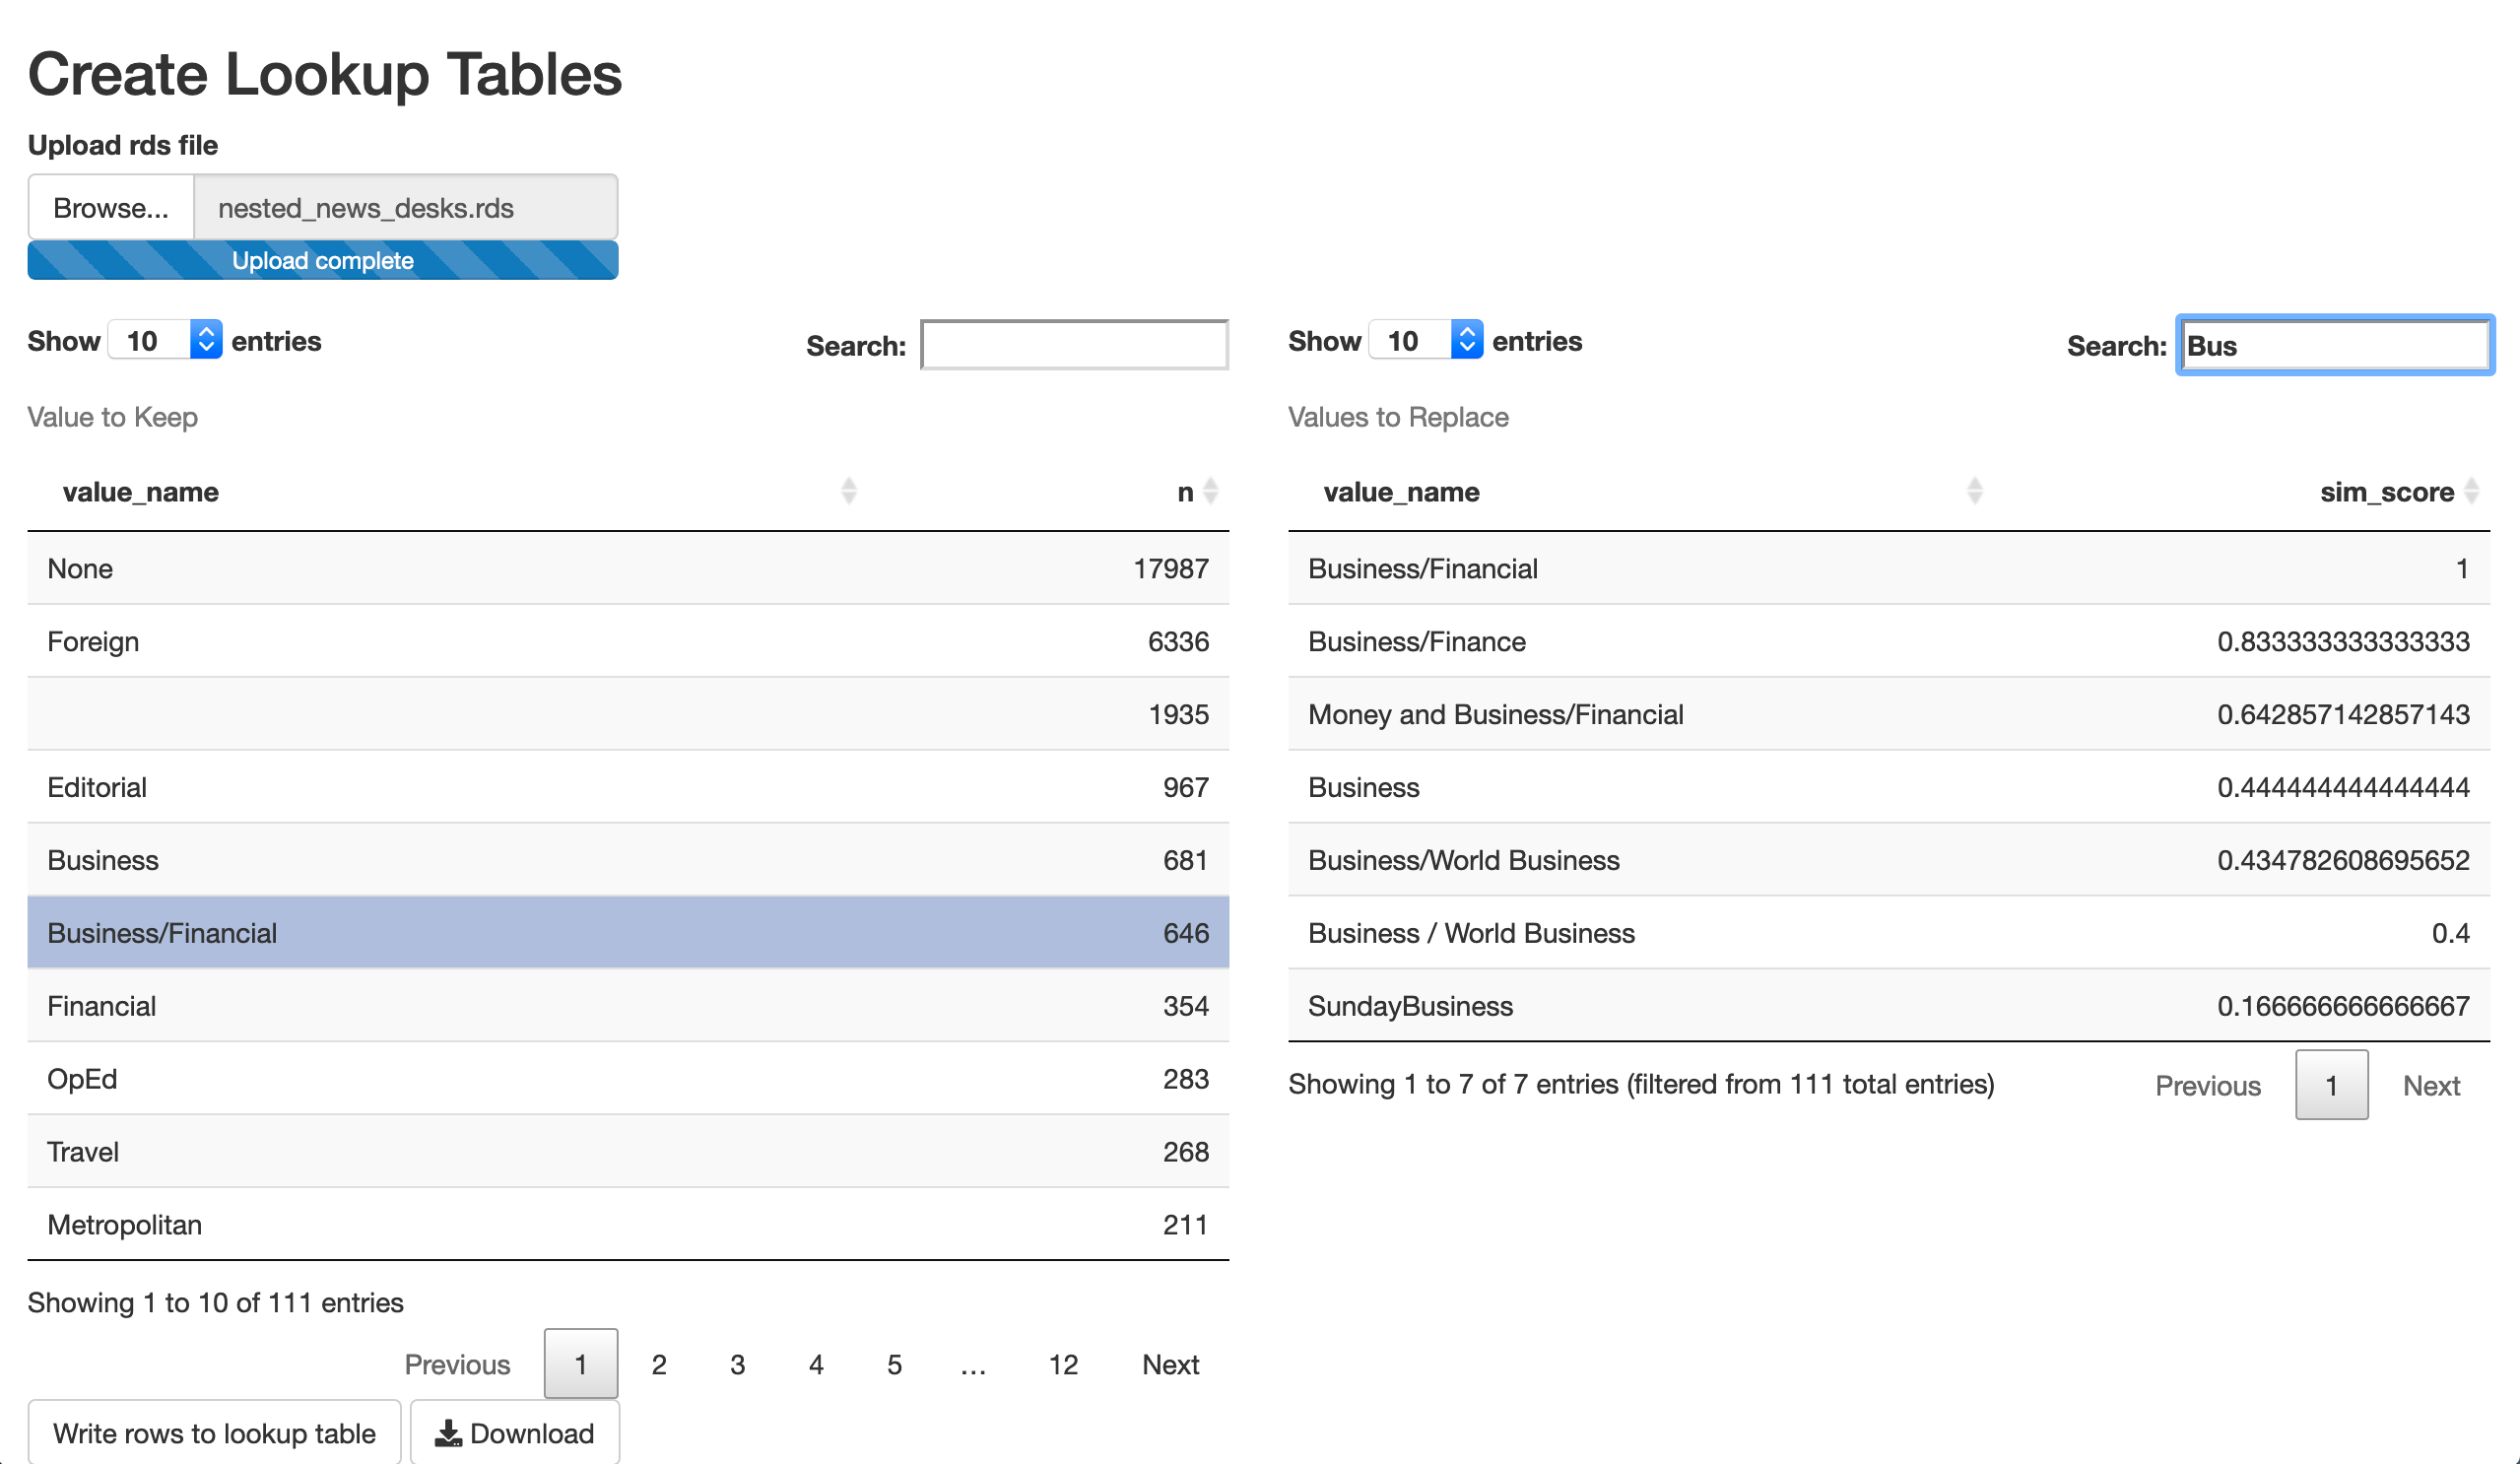 Create Lookup Tables
Upload rds file
Browse... nested_news_desks.rds
Upload complete
Show 10 entries Search:
Value to Keep
value_name n
None 17987
Foreign 6336
1935
Editorial 967
Business 681
Business/Financial 646
Financial 354
OpEd 283
Travel 268
Metropolitan 211
Showing 1 to 10 of 111 entries
Previous 1 2 3 4 5 … 12 Next
Write rows to lookup table Download
Show 10 entries Search: Bus
Values to Replace
value_name sim_score
Business/Financial 1
Business/Finance 0.833333333333333
Money and Business/Financial 0.642857142857143
Business 0.444444444444444
Business/World Business 0.434782608695652
Business / World Business 0.4
SundayBusiness 0.166666666666667
Showing 1 to 7 of 7 entries (filtered from 111 total entries)
Previous 1 Next